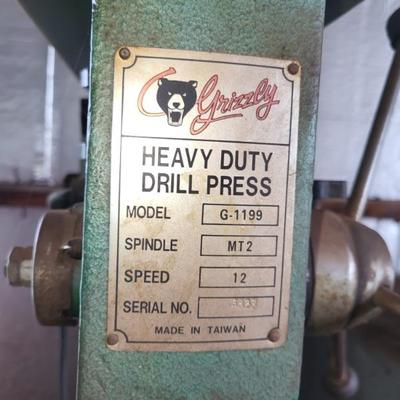 Grizzly
HEAVY DUTY
DRILL PRESS
MODEL G-1199
SPINDLE MT2
SPEED 12
SERIAL NO.
MADE IN TAIWAN